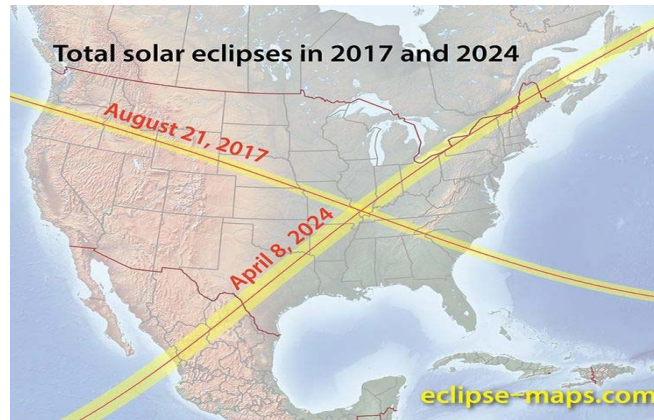 Total solar eclipses in 2017 and 2024
August 21, 2017
April 8, 2024
eclipse-maps.com